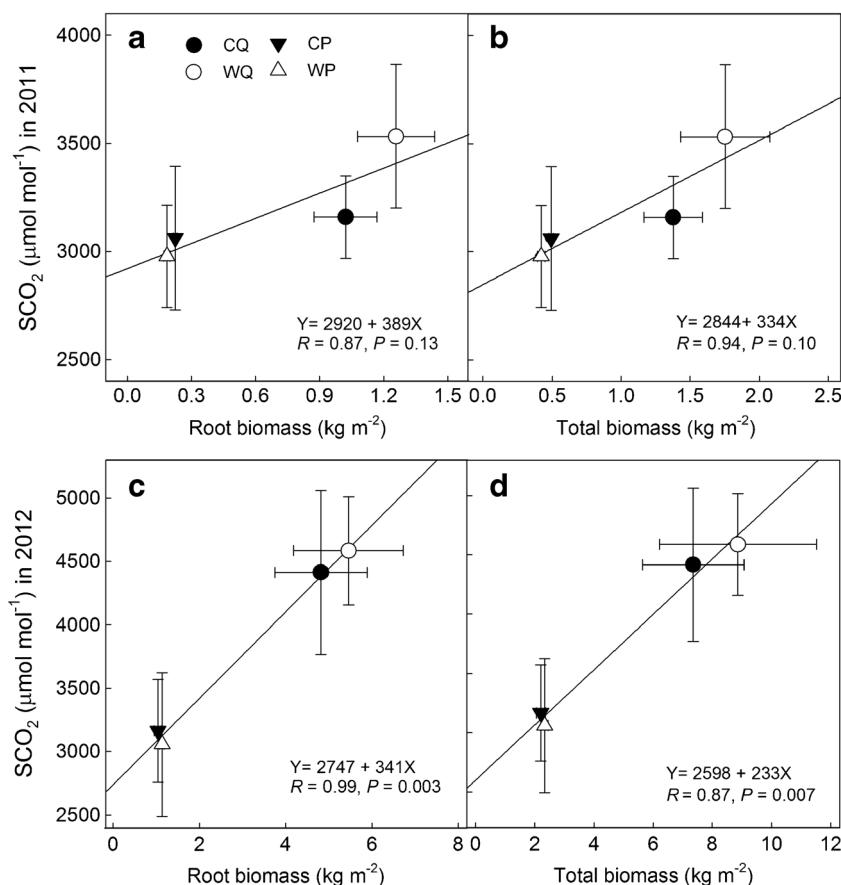 a
CQ CP
WQ WP
b
4000
3500
3000
2500
SCO₂ (μmol mol⁻¹) in 2011
Y= 2920 + 389X
R = 0.87, P = 0.13
Y= 2844+ 334X
R = 0.94, P = 0.10
0.0 0.3 0.6 0.9 1.2 1.5
0.0 0.5 1.0 1.5 2.0 2.5
Root biomass (kg m⁻²)
Total biomass (kg m⁻²)
c
d
5000
4500
4000
3500
3000
2500
SCO₂ (μmol mol⁻¹) in 2012
Y= 2747 + 341X
R = 0.99, P = 0.003
Y= 2598 + 233X
R = 0.87, P = 0.007
0 2 4 6 8
0 2 4 6 8 10 12
Root biomass (kg m⁻²)
Total biomass (kg m⁻²)